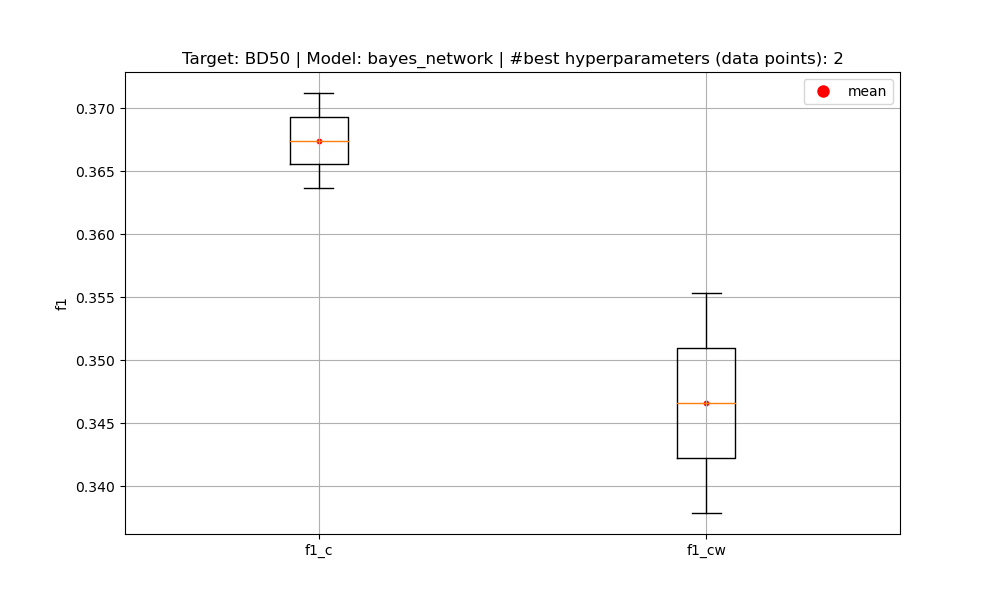 Target: BD50 | Model: bayes_network | #best hyperparameters (data points): 2
mean
0.370
0.365
0.360
0.355
0.350
0.345
0.340
f1
f1_c
f1_cw